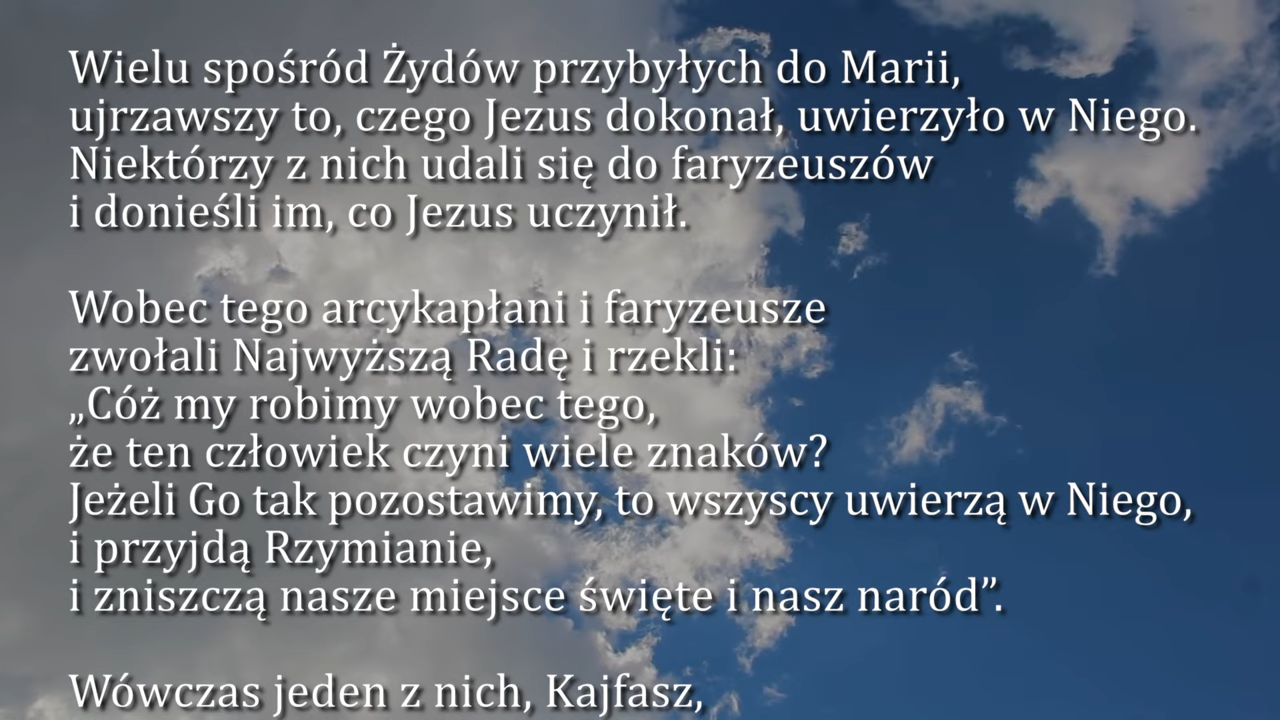 Wielu spośród Żydów przybyłych do Marii,
ujrzawszy to, czego Jezus dokonał, uwierzyło w Niego.
Niektórzy z nich udali się do faryzeuszów
i donieśli im, co Jezus uczynił.
Wobec tego arcykapłani i faryzeusze
zwołali Najwyższą Radę i rzekli:
„Cóż my robimy wobec tego,
że ten człowiek czyni wiele znaków?
Jeżeli Go tak pozostawimy, to wszyscy uwierzą w Niego,
i przyjdą Rzymianie,
i zniszczą nasze miejsce święte i nasz naród”.
Wówczas jeden z nich, Kajfasz,